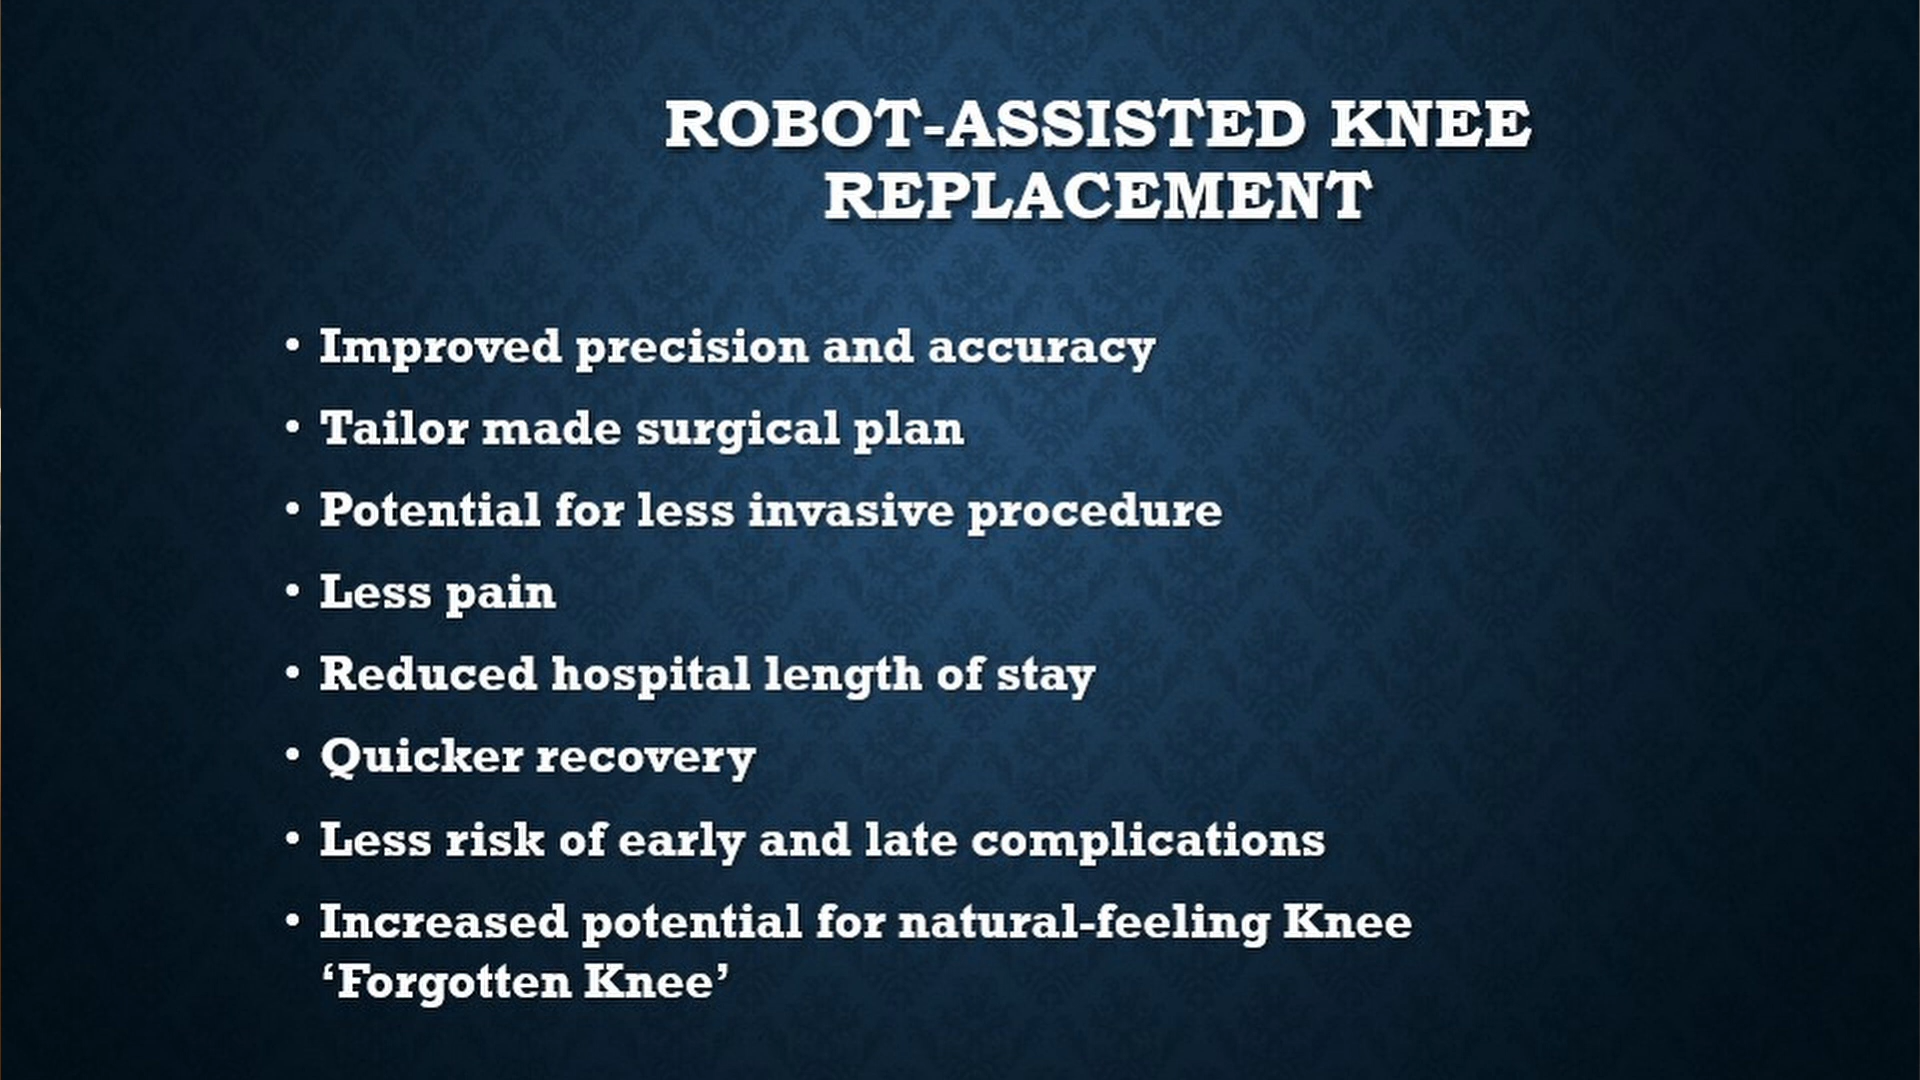 ROBOT-ASSISTED KNEE
REPLACEMENT
• Improved precision and accuracy
• Tailor made surgical plan
• Potential for less invasive procedure
• Less pain
• Reduced hospital length of stay
• Quicker recovery
• Less risk of early and late complications
• Increased potential for natural-feeling Knee
‘Forgotten Knee’